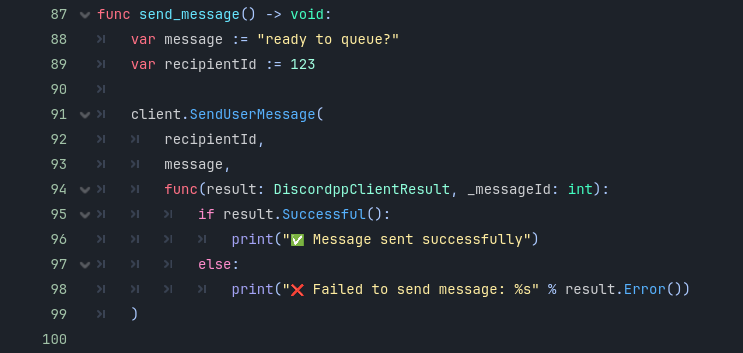 87 func send_message() -> void:
88 var message := "ready to queue?"
89 var recipientId := 123
90
91 client.SendUserMessage(
92 recipientId,
93 message,
94 func(result: DiscordppClientResult, _messageId: int):
95 if result.Successful():
96 print("✅ Message sent successfully")
97 else:
98 print("❌ Failed to send message: %s" % result.Error())
99 )
100